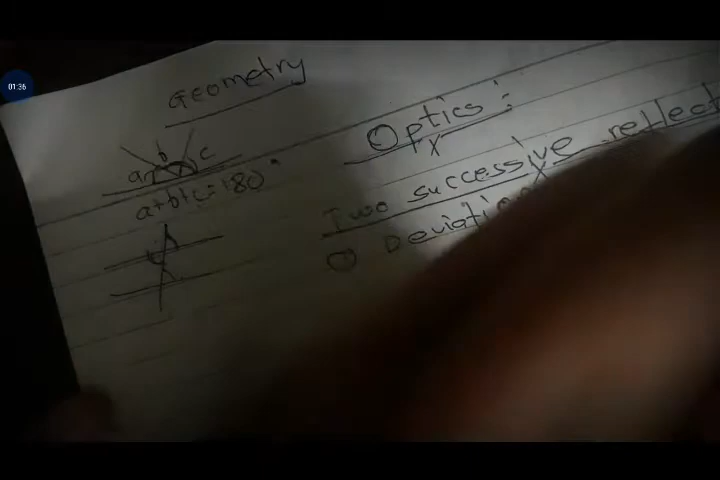 01:36
Geometry
a b c
a+b+c=180°
Optics:
Two successive reflect
Deviatio